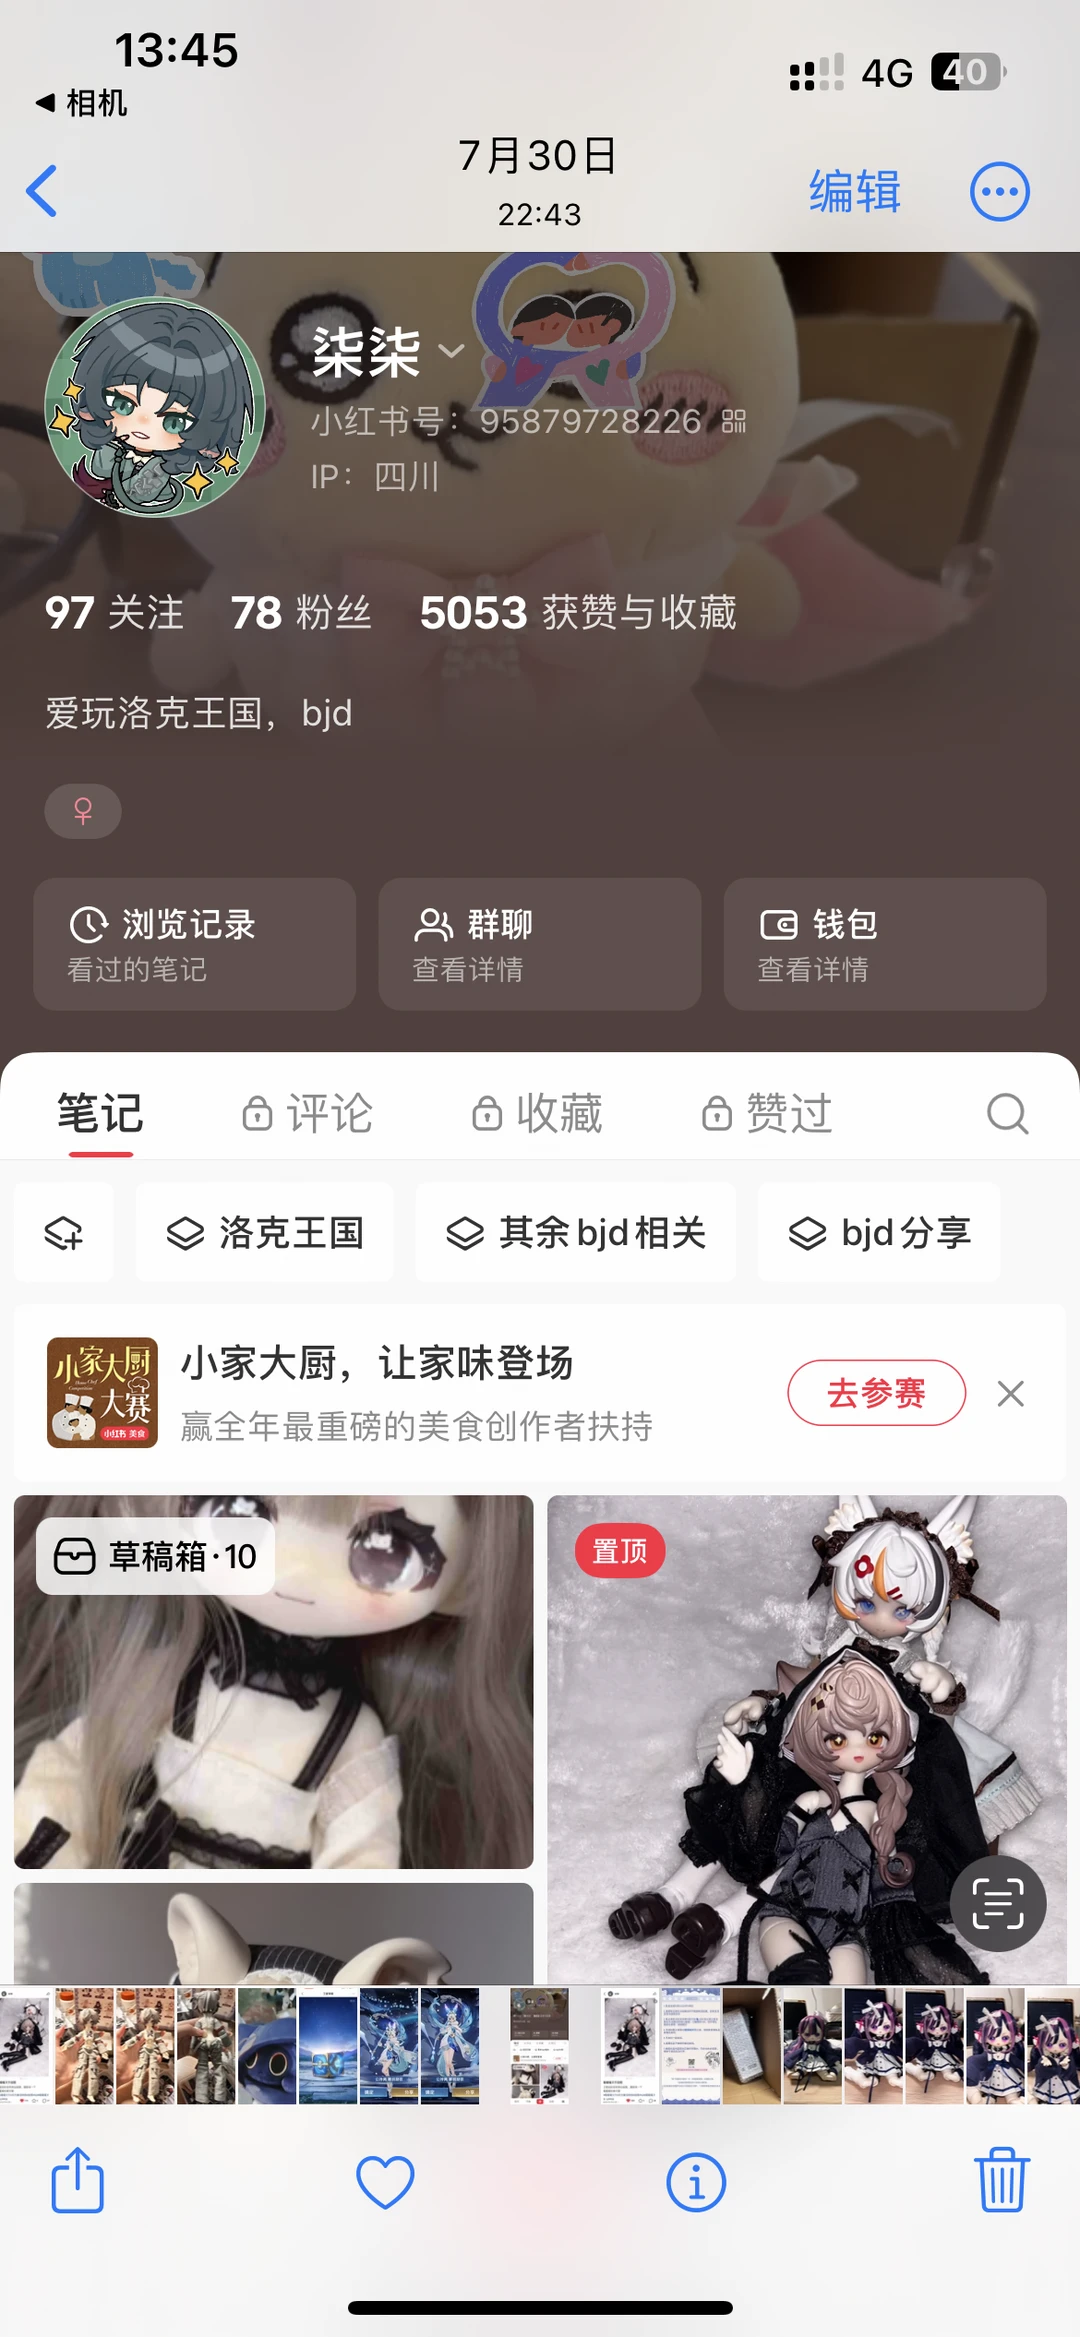 13:45
4G
40
相机
7月30日
22:43
编辑
柒柒
小红书号：95879728226
IP：四川
97 关注 78 粉丝 5053 获赞与收藏
爱玩洛克王国，bjd
♀
浏览记录
看过的笔记
群聊
查看详情
钱包
查看详情
笔记 评论 收藏 赞过
洛克王国 其余bjd相关 bjd分享
小家大厨
大赛
小红书 美食
小家大厨，让家味登场
赢全年最重磅的美食创作者扶持
去参赛
草稿箱·10
置顶